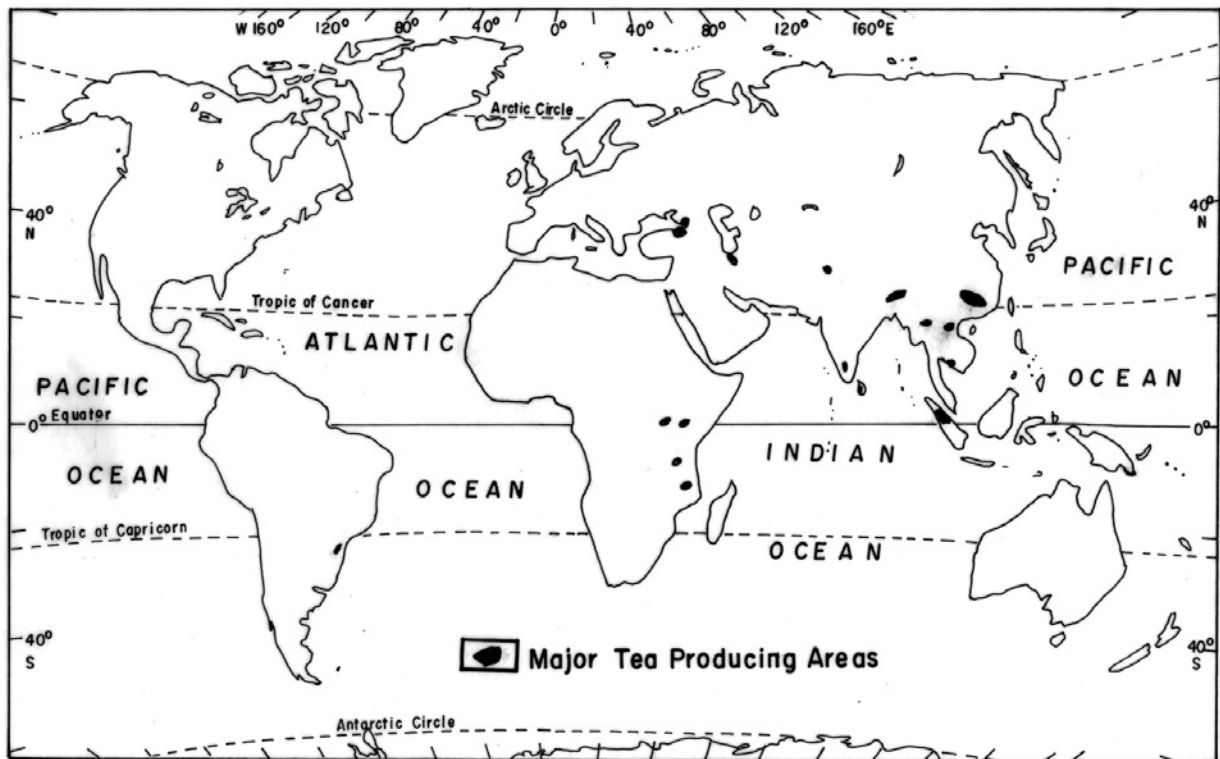 W 160° 120° 80° 40° 0° 40° 80° 120° 160°E
Arctic Circle
40°
N
40°
N
PACIFIC
Tropic of Cancer
ATLANTIC
PACIFIC
OCEAN
Equator
0°
0°
INDIAN
OCEAN
OCEAN
Tropic of Capricorn
OCEAN
40°
S
40°
S
Major Tea Producing Areas
Antarctic Circle